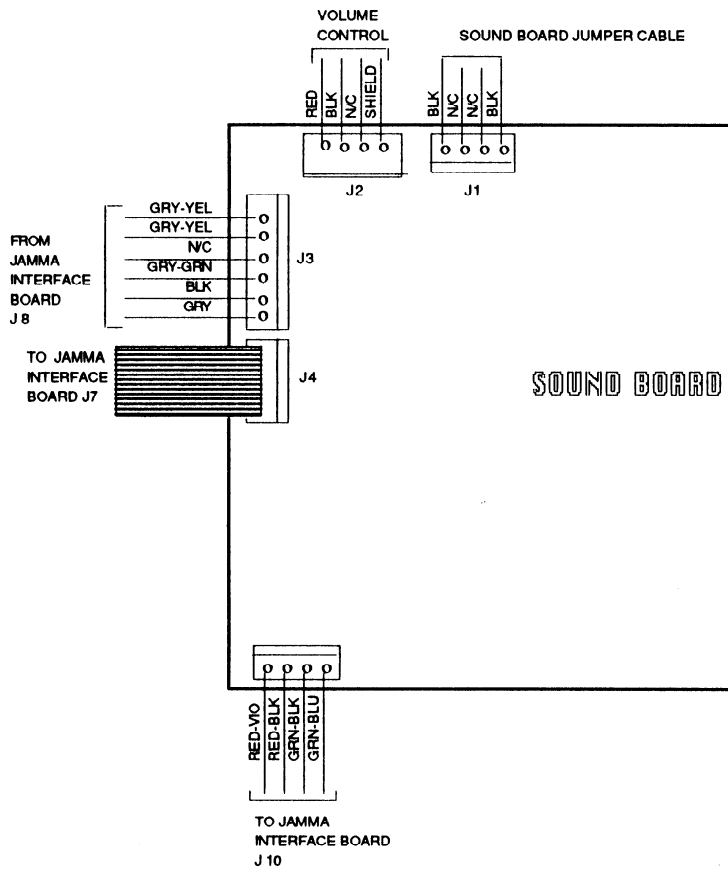 VOLUME
CONTROL
SOUND BOARD JUMPER CABLE
RED
BLK
N/C
SHIELD
BLK
N/C
N/C
BLK
J2
J1
GRY-YEL
GRY-YEL
N/C
GRY-GRN
BLK
GRY
FROM
JAMMA
INTERFACE
BOARD
J 8
J3
TO JAMMA
INTERFACE
BOARD J7
J4
SOUND BOARD
RED-VIO
RED-BLK
GRN-BLK
GRN-BLU
TO JAMMA
INTERFACE BOARD
J 10